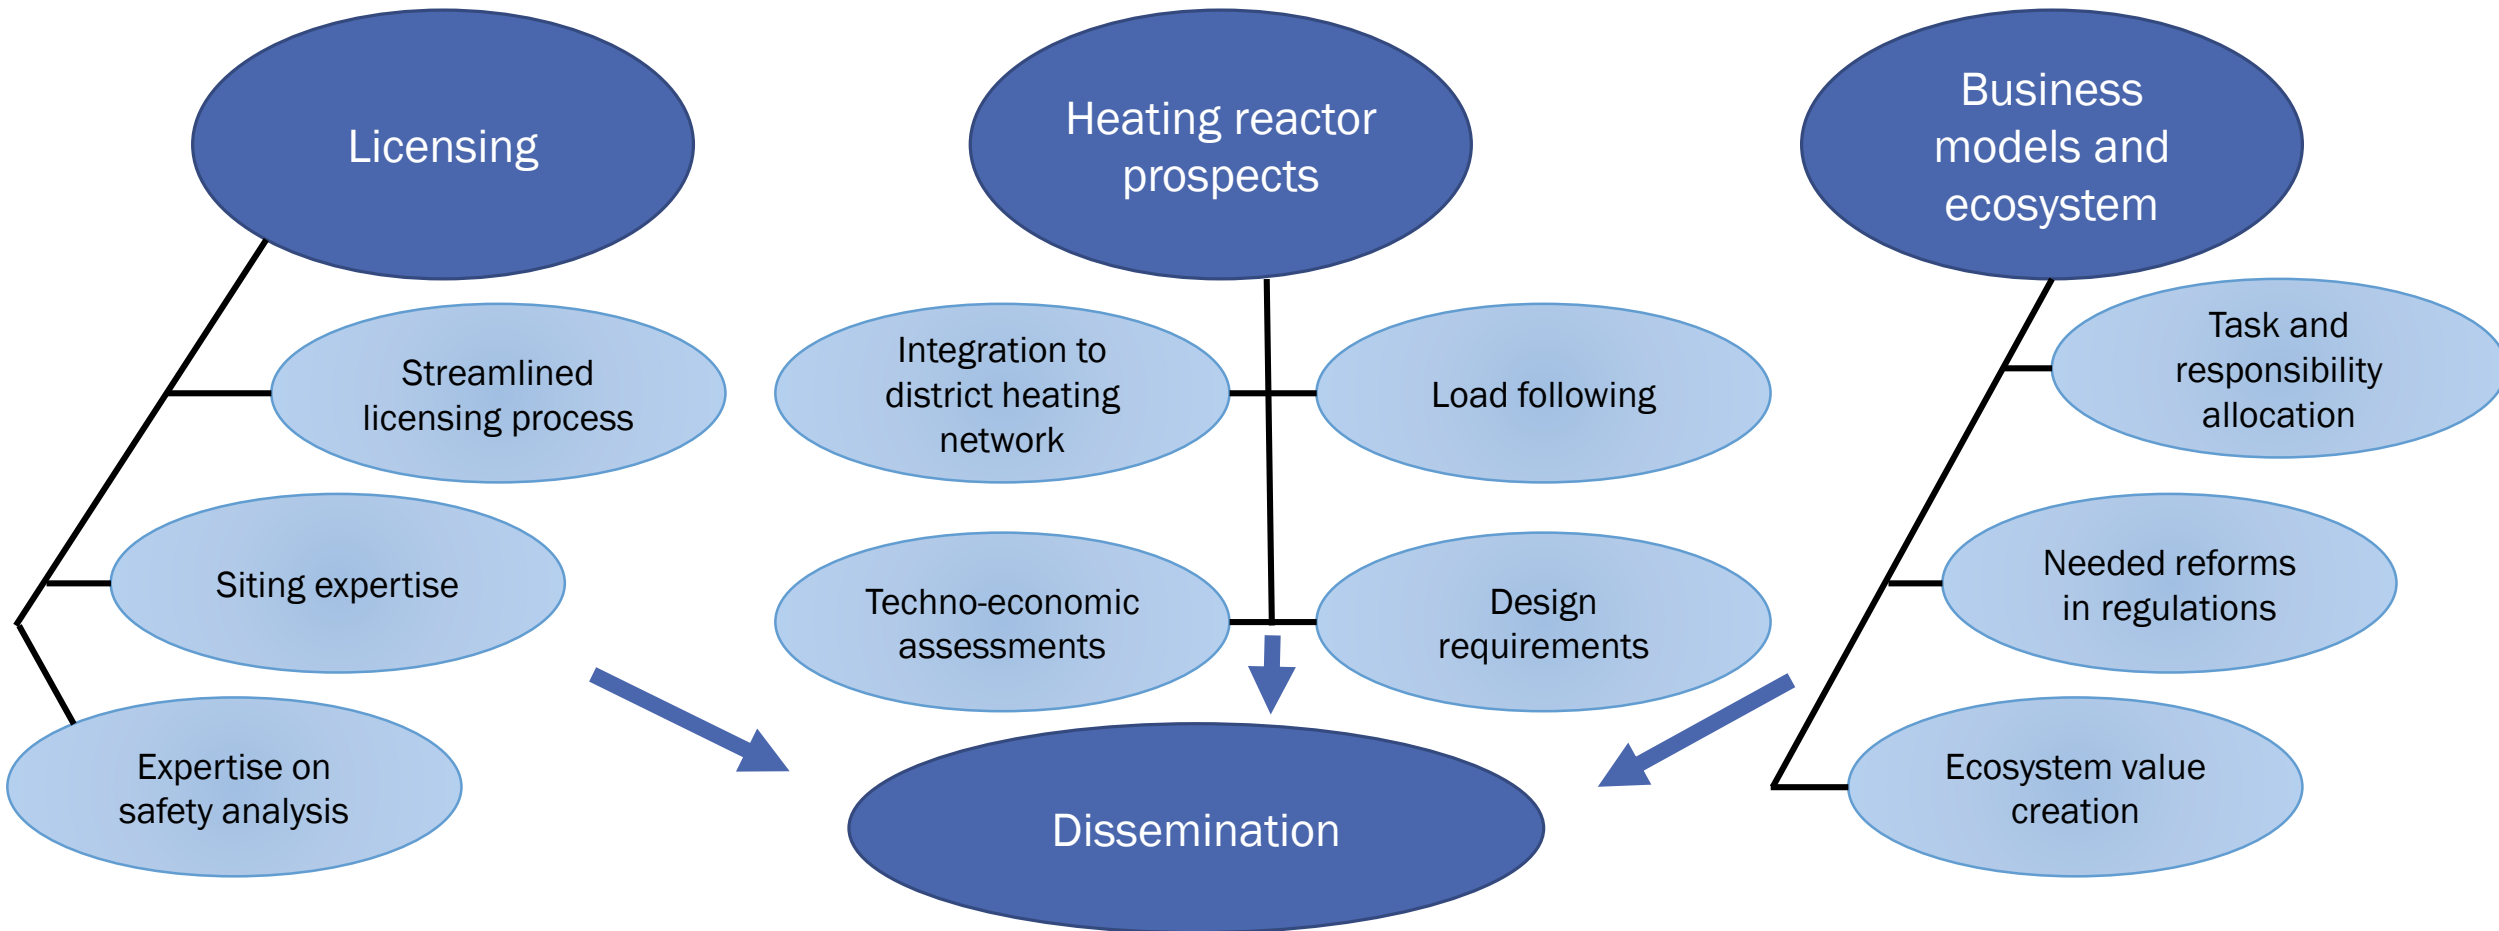 Licensing
Streamlined
licensing process
Siting expertise
Expertise on
safety analysis
Heating reactor
prospects
Integration to
district heating
network
Load following
Techno-economic
assessments
Design
requirements
Business
models and
ecosystem
Task and
responsibility
allocation
Needed reforms
in regulations
Ecosystem value
creation
Dissemination